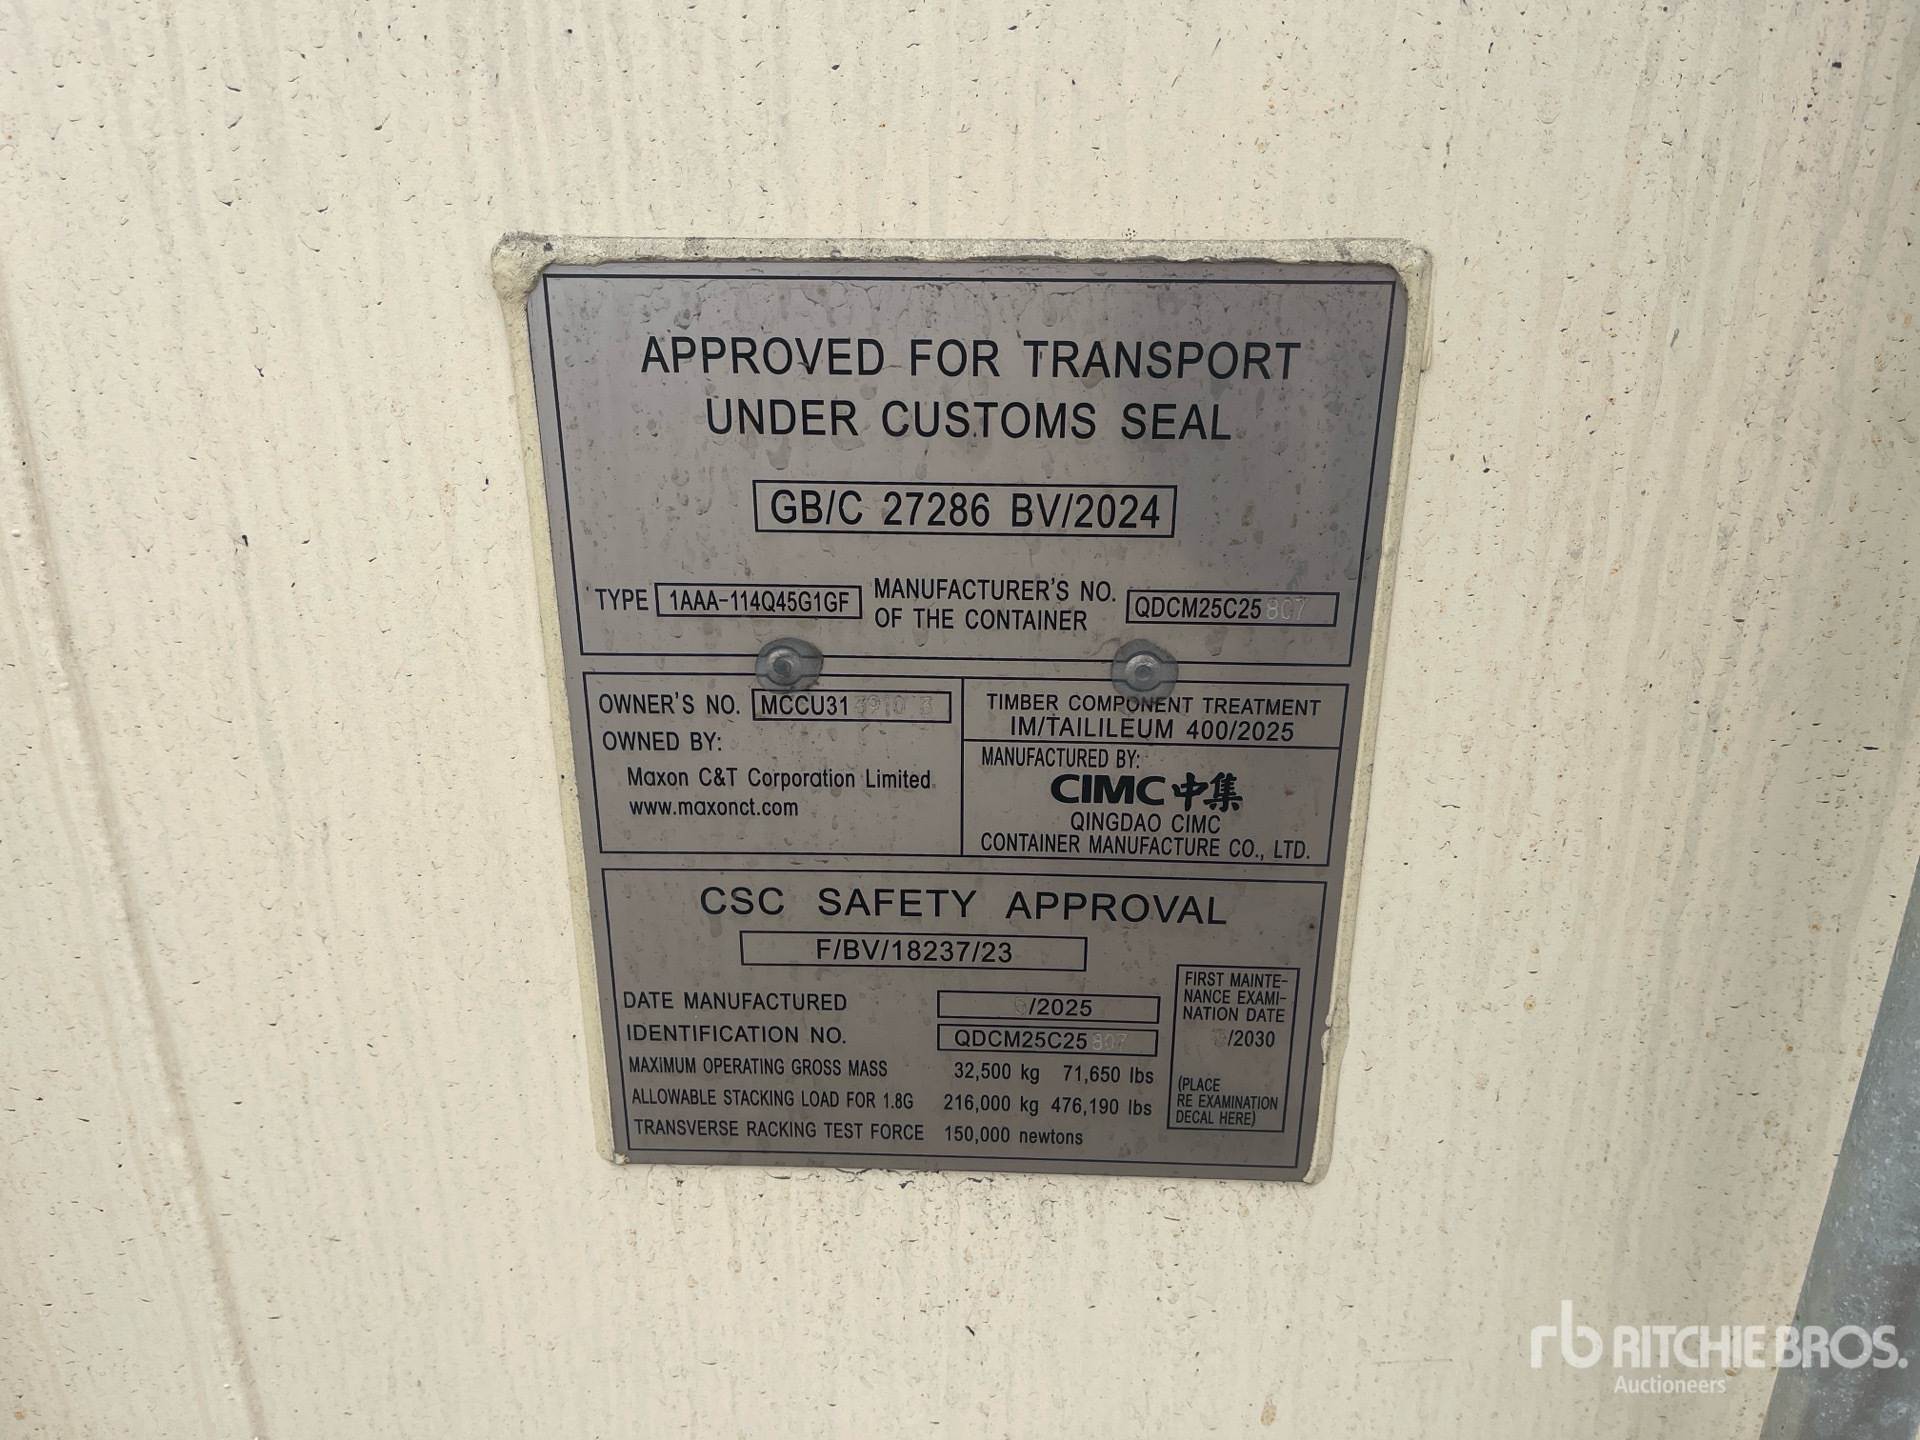 APPROVED FOR TRANSPORT
UNDER CUSTOMS SEAL
GB/C 27286 BV/2024
TYPE 1AAA-114Q45G1GF
MANUFACTURER'S NO.
OF THE CONTAINER
QDCM25C25807
OWNER'S NO.
OWNED BY:
Maxon C&T Corporation Limited
www.maxonct.com
TIMBER COMPONENT TREATMENT
IM/TAILILEUM 400/2025
MANUFACTURED BY:
CIMC 中集
QINGDAO CIMC
CONTAINER MANUFACTURE CO., LTD.
CSC SAFETY APPROVAL
F/BV/18237/23
DATE MANUFACTURED /2025
IDENTIFICATION NO. QDCM25C25807
MAXIMUM OPERATING GROSS MASS 32,500 kg 71,650 lbs
ALLOWABLE STACKING LOAD FOR 1.8G 216,000 kg 476,190 lbs
TRANSVERSE RACKING TEST FORCE 150,000 newtons
FIRST MAINTE-
NANCE EXAMI-
NATION DATE
/2030
(PLACE
RE EXAMINATION
DECAL HERE)
rb RITCHIE BROS.
Auctioneers